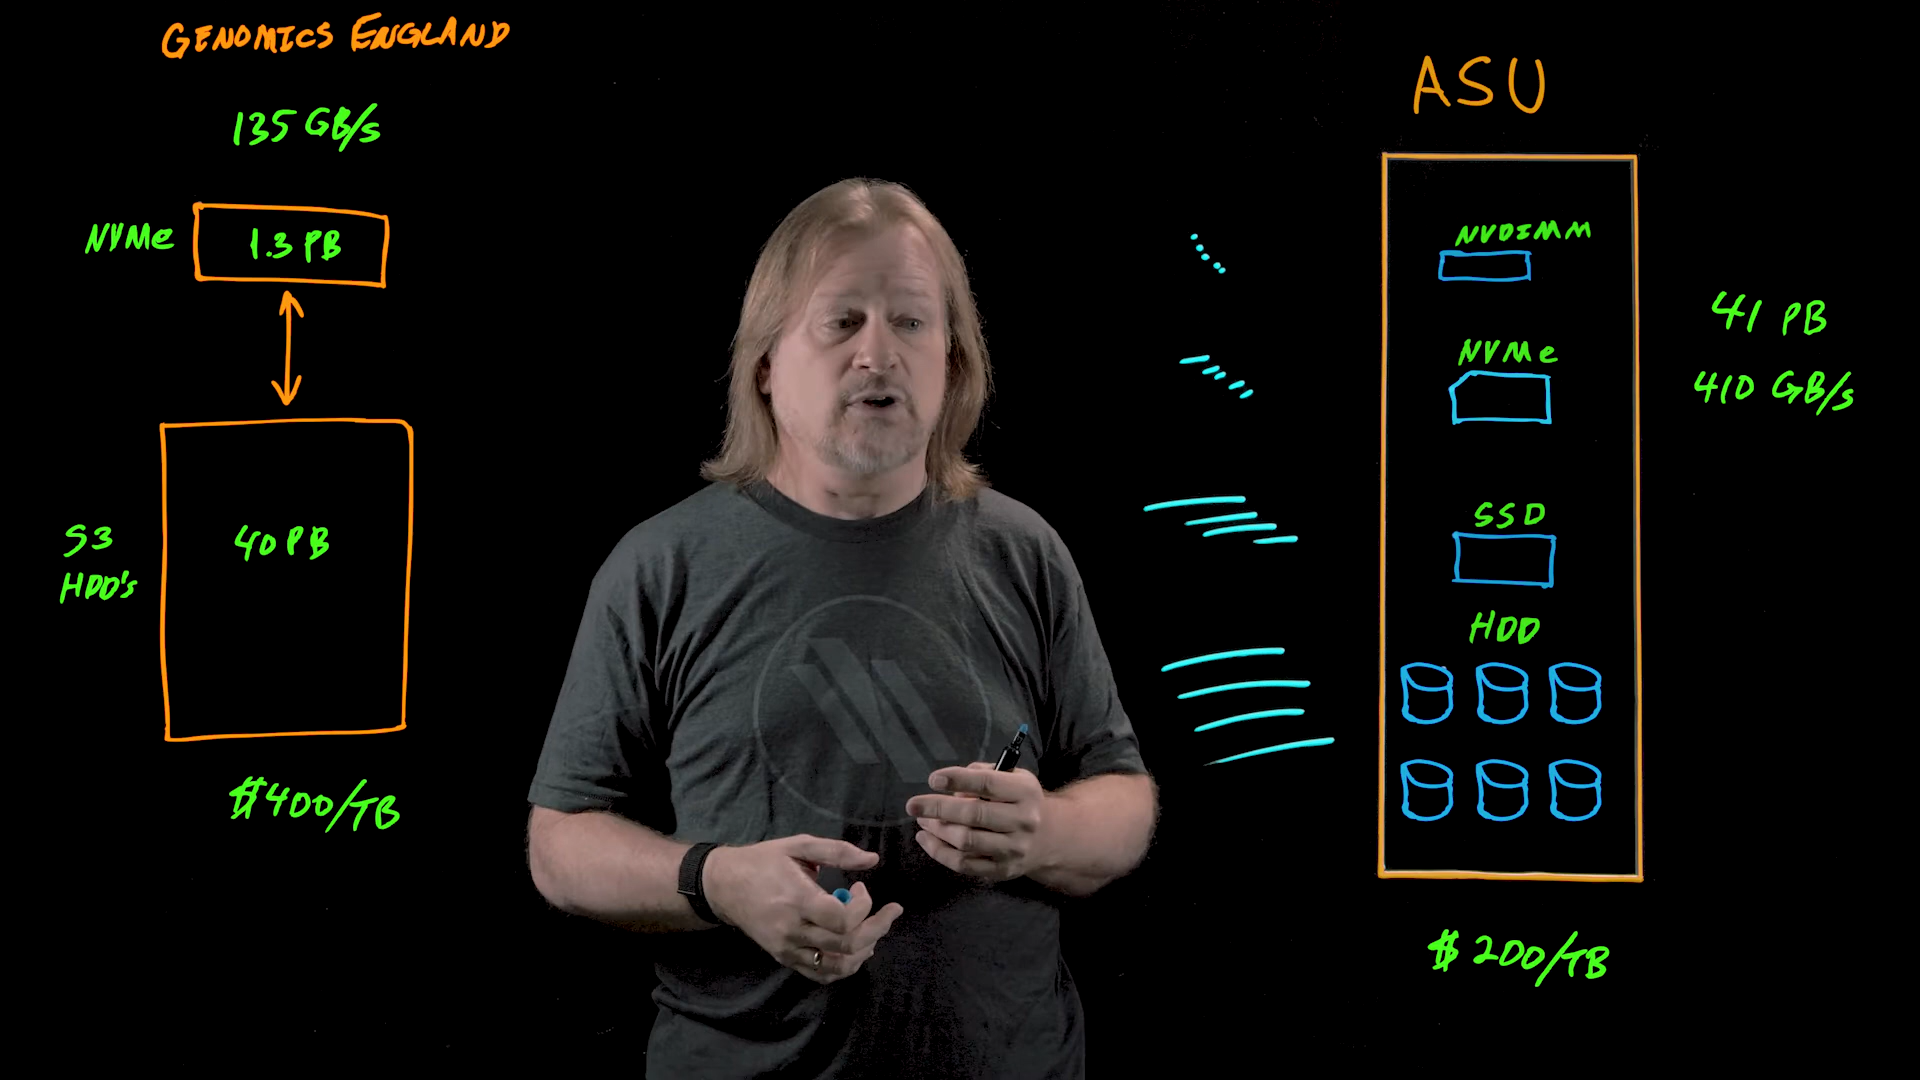 GENOMICS ENGLAND
135 GB/s
NVMe
1.3 PB
S3
HDD's
40 PB
$400/TB
ASU
NVDIMM
NVMe
SSD
HDD
41 PB
410 GB/s
$200/TB